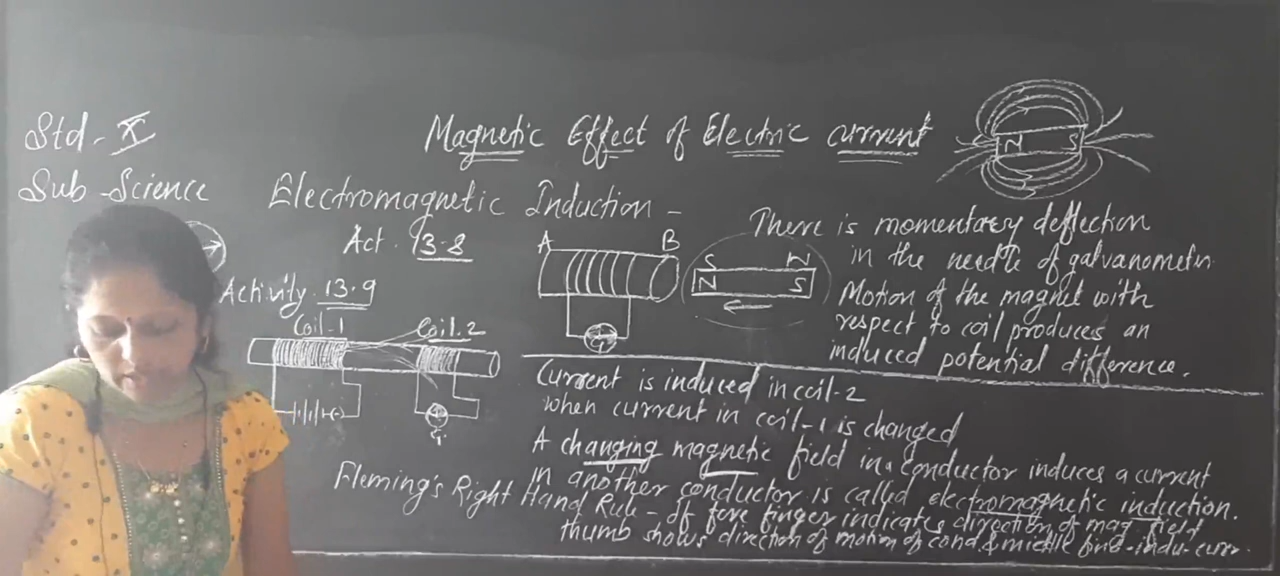 Std - X
Sub - Science
Magnetic Effect of Electric current
N S
Electromagnetic Induction -
Act. 13.8
A B
S N
N S
G
There is momentary deflection
in the needle of galvanometer
Motion of the magnet with
respect to coil produces an
induced potential difference.
Activity. 13.9
Coil-1 Coil-2
G
Current is induced in coil-2
when current in coil-1 is changed
A changing magnetic field in a conductor induces a current
in another conductor is called electromagnetic induction.
Fleming's Right Hand Rule - If fore finger indicates direction of mag field
thumb shows direction of motion of cond & middle find - indu - curr.